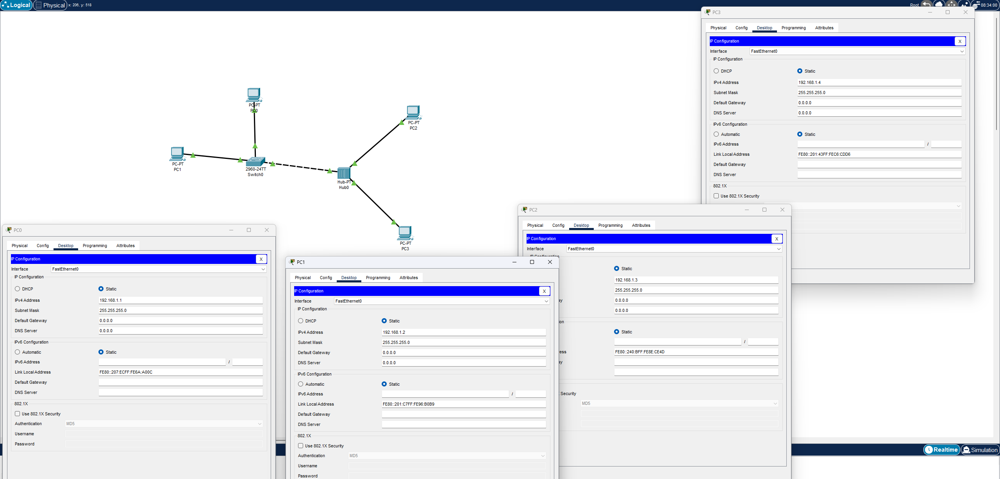 Logical Physical x: 206, y: 518
Root 08:34:00
PC-PT
PC0
PC-PT
PC1
2960-24TT
Switch0
Hub-PT
Hub0
PC-PT
PC2
PC-PT
PC3
PC3
Physical Config Desktop Programming Attributes
IP Configuration X
Interface FastEthernet0
IP Configuration
DHCP Static
IPv4 Address 192.168.1.4
Subnet Mask 255.255.255.0
Default Gateway 0.0.0.0
DNS Server 0.0.0.0
IPv6 Configuration
Automatic Static
IPv6 Address /
Link Local Address FE80::201:43FF:FEC6:CDD6
Default Gateway
DNS Server
802.1X
Use 802.1X Security
PC2
Physical Config Desktop Programming Attributes
IP Configuration X
Interface FastEthernet0
IP Configuration
Static
192.168.1.3
255.255.255.0
ay 0.0.0.0
0.0.0.0
ion
Static
/
ess FE80::240:BFF:FE8E:CE4D
ay
X Security
MD5
PC0
Physical Config Desktop Programming Attributes
IP Configuration X
Interface FastEthernet0
IP Configuration
DHCP Static
IPv4 Address 192.168.1.1
Subnet Mask 255.255.255.0
Default Gateway 0.0.0.0
DNS Server 0.0.0.0
IPv6 Configuration
Automatic Static
IPv6 Address /
Link Local Address FE80::207:ECFF:FE6A:A00C
Default Gateway
DNS Server
802.1X
Use 802.1X Security
Authentication MD5
Username
Password
PC1
Physical Config Desktop Programming Attributes
IP Configuration X
Interface FastEthernet0
IP Configuration
DHCP Static
IPv4 Address 192.168.1.2
Subnet Mask 255.255.255.0
Default Gateway 0.0.0.0
DNS Server 0.0.0.0
IPv6 Configuration
Automatic Static
IPv6 Address /
Link Local Address FE80::201:C7FF:FE96:B0B9
Default Gateway
DNS Server
802.1X
Use 802.1X Security
Authentication MD5
Username
Password
Realtime Simulation